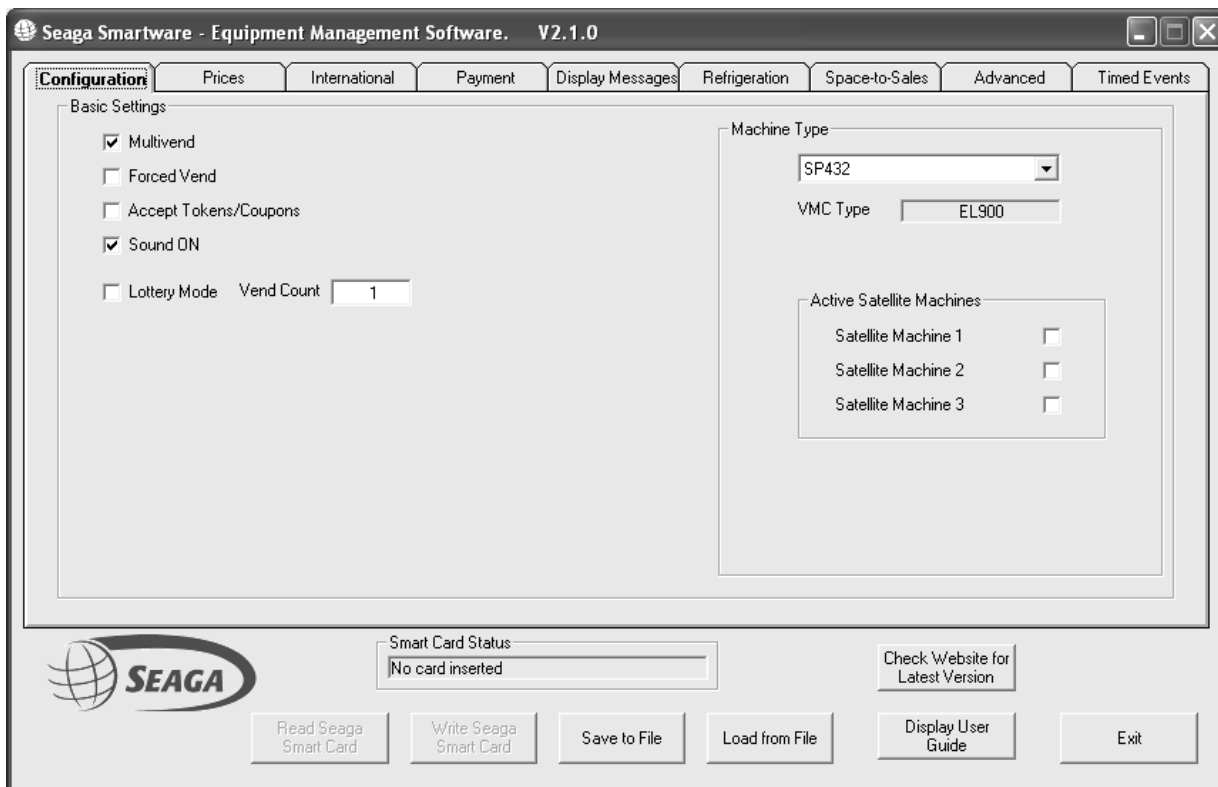 Seaga Smartware - Equipment Management Software. V2.1.0
Configuration Prices International Payment Display Messages Refrigeration Space-to-Sales Advanced Timed Events
Basic Settings
Multivend
Forced Vend
Accept Tokens/Coupons
Sound ON
Lottery Mode Vend Count 1
Machine Type
SP432
VMC Type EL900
Active Satellite Machines
Satellite Machine 1
Satellite Machine 2
Satellite Machine 3
SEAGA
Smart Card Status
No card inserted
Check Website for
Latest Version
Read Seaga
Smart Card
Write Seaga
Smart Card
Save to File
Load from File
Display User
Guide
Exit